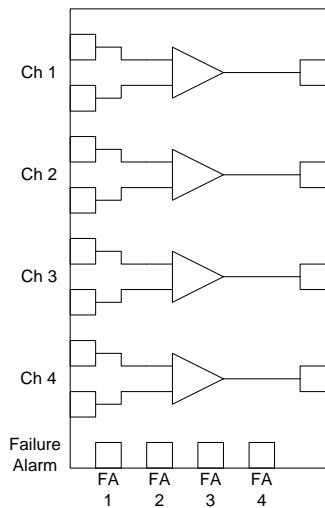 Ch 1
Ch 2
Ch 3
Ch 4
Failure
Alarm
FA
1
FA
2
FA
3
FA
4